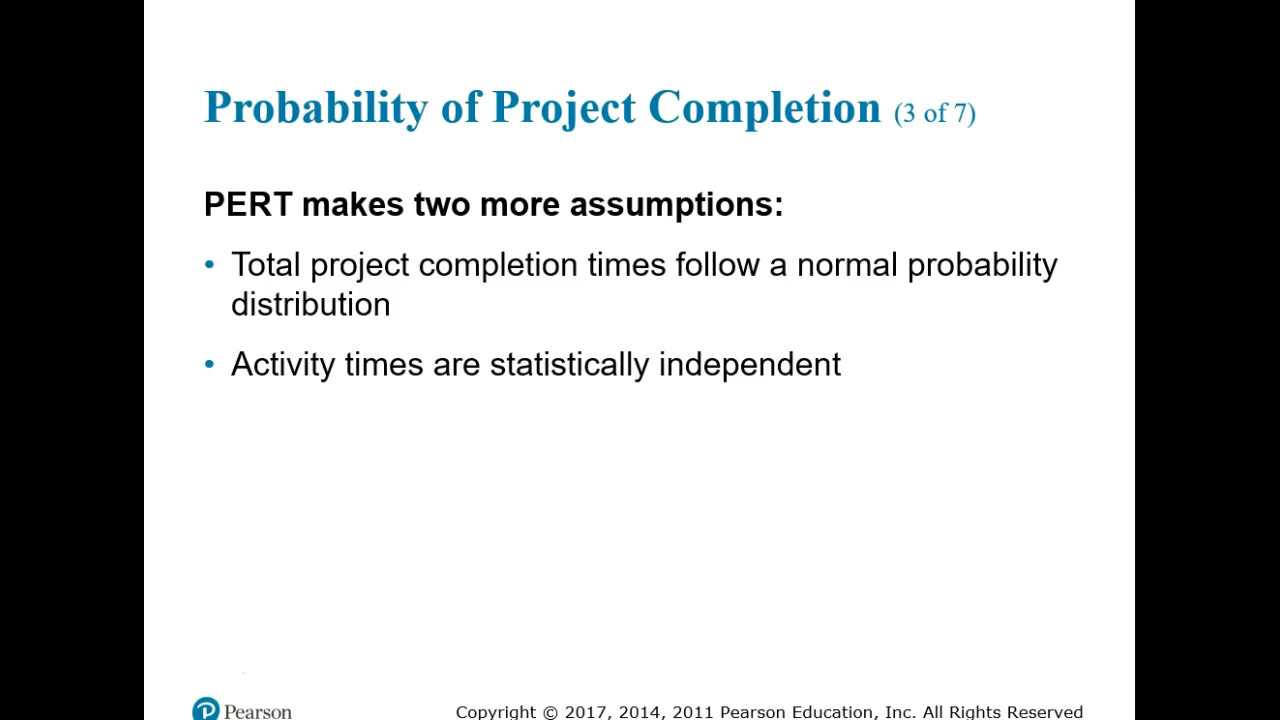 Probability of Project Completion (3 of 7)
PERT makes two more assumptions:
• Total project completion times follow a normal probability
distribution
• Activity times are statistically independent
Pearson
Copyright © 2017, 2014, 2011 Pearson Education, Inc. All Rights Reserved